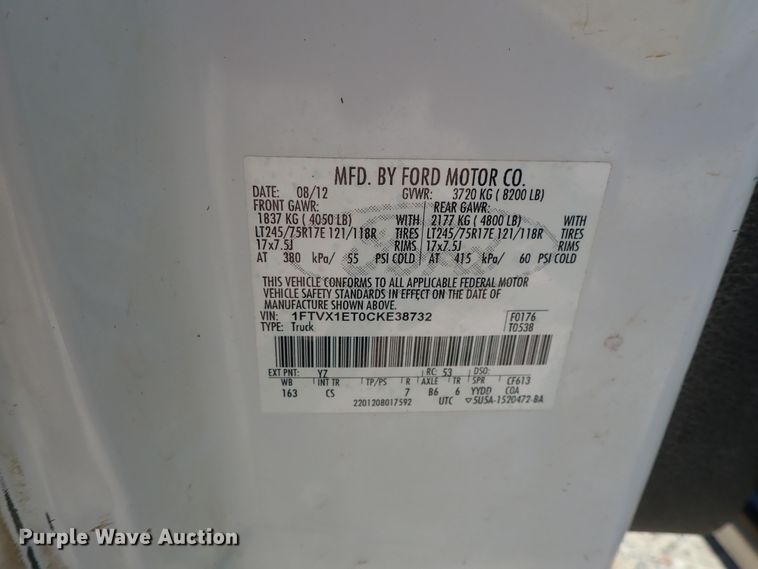 MFD. BY FORD MOTOR CO.
DATE: 08/12 GVWR: 3720 KG ( 8200 LB)
FRONT GAWR: REAR GAWR:
1837 KG ( 4050 LB) WITH 2177 KG ( 4800 LB) WITH
LT245/75R17E 121/118R TIRES LT245/75R17E 121/118R TIRES
17x7.5J RIMS 17x7.5J RIMS
AT 380 kPa/ 55 PSI COLD AT 415 kPa/ 60 PSI COLD
THIS VEHICLE CONFORMS TO ALL APPLICABLE FEDERAL MOTOR
VEHICLE SAFETY STANDARDS IN EFFECT ON THE DATE OF
MANUFACTURE SHOWN ABOVE.
VIN: 1FTVX1ET0CKE38732 F0176
TYPE: Truck T0538
EXT PNT: YZ RC: 53 DSO:
WB INT TR TP/PS R AXLE TR SPR CF613
163 CS 7 B6 6 YYDD COA
2201208017592 UTC ▽5U5A-1520472-BA
Purple Wave Auction